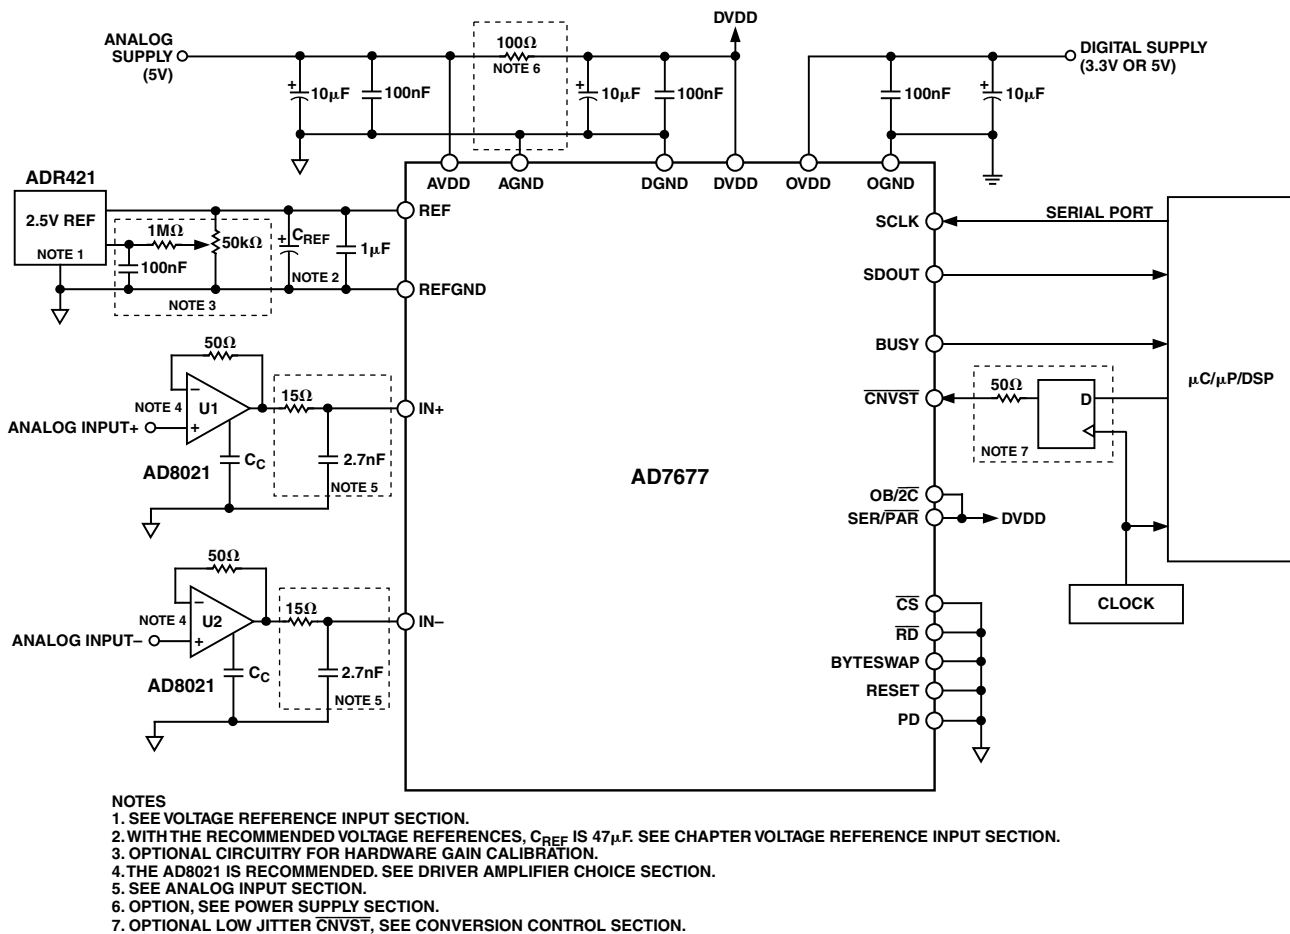 DVDD
ANALOG
SUPPLY
(5V)
100Ω
NOTE 6
DIGITAL SUPPLY
(3.3V OR 5V)
+
10μF
100nF
+
10μF
100nF
100nF
+
10μF
AVDD
AGND
DGND
DVDD
OVDD
OGND
ADR421
2.5V REF
NOTE 1
1MΩ
50kΩ
100nF
NOTE 3
+
CREF
NOTE 2
1μF
REF
REFGND
SCLK
SERIAL PORT
SDOUT
BUSY
CNVST
50Ω
D
NOTE 7
μC/μP/DSP
50Ω
NOTE 4
−
U1
+
ANALOG INPUT+
AD8021
CC
15Ω
2.7nF
NOTE 5
IN+
AD7677
OB/2C
SER/PAR
DVDD
CLOCK
50Ω
NOTE 4
−
U2
+
ANALOG INPUT−
AD8021
CC
15Ω
2.7nF
NOTE 5
IN−
CS
RD
BYTESWAP
RESET
PD
NOTES
1. SEE VOLTAGE REFERENCE INPUT SECTION.
2. WITH THE RECOMMENDED VOLTAGE REFERENCES, CREF IS 47μF. SEE CHAPTER VOLTAGE REFERENCE INPUT SECTION.
3. OPTIONAL CIRCUITRY FOR HARDWARE GAIN CALIBRATION.
4. THE AD8021 IS RECOMMENDED. SEE DRIVER AMPLIFIER CHOICE SECTION.
5. SEE ANALOG INPUT SECTION.
6. OPTION, SEE POWER SUPPLY SECTION.
7. OPTIONAL LOW JITTER CNVST, SEE CONVERSION CONTROL SECTION.